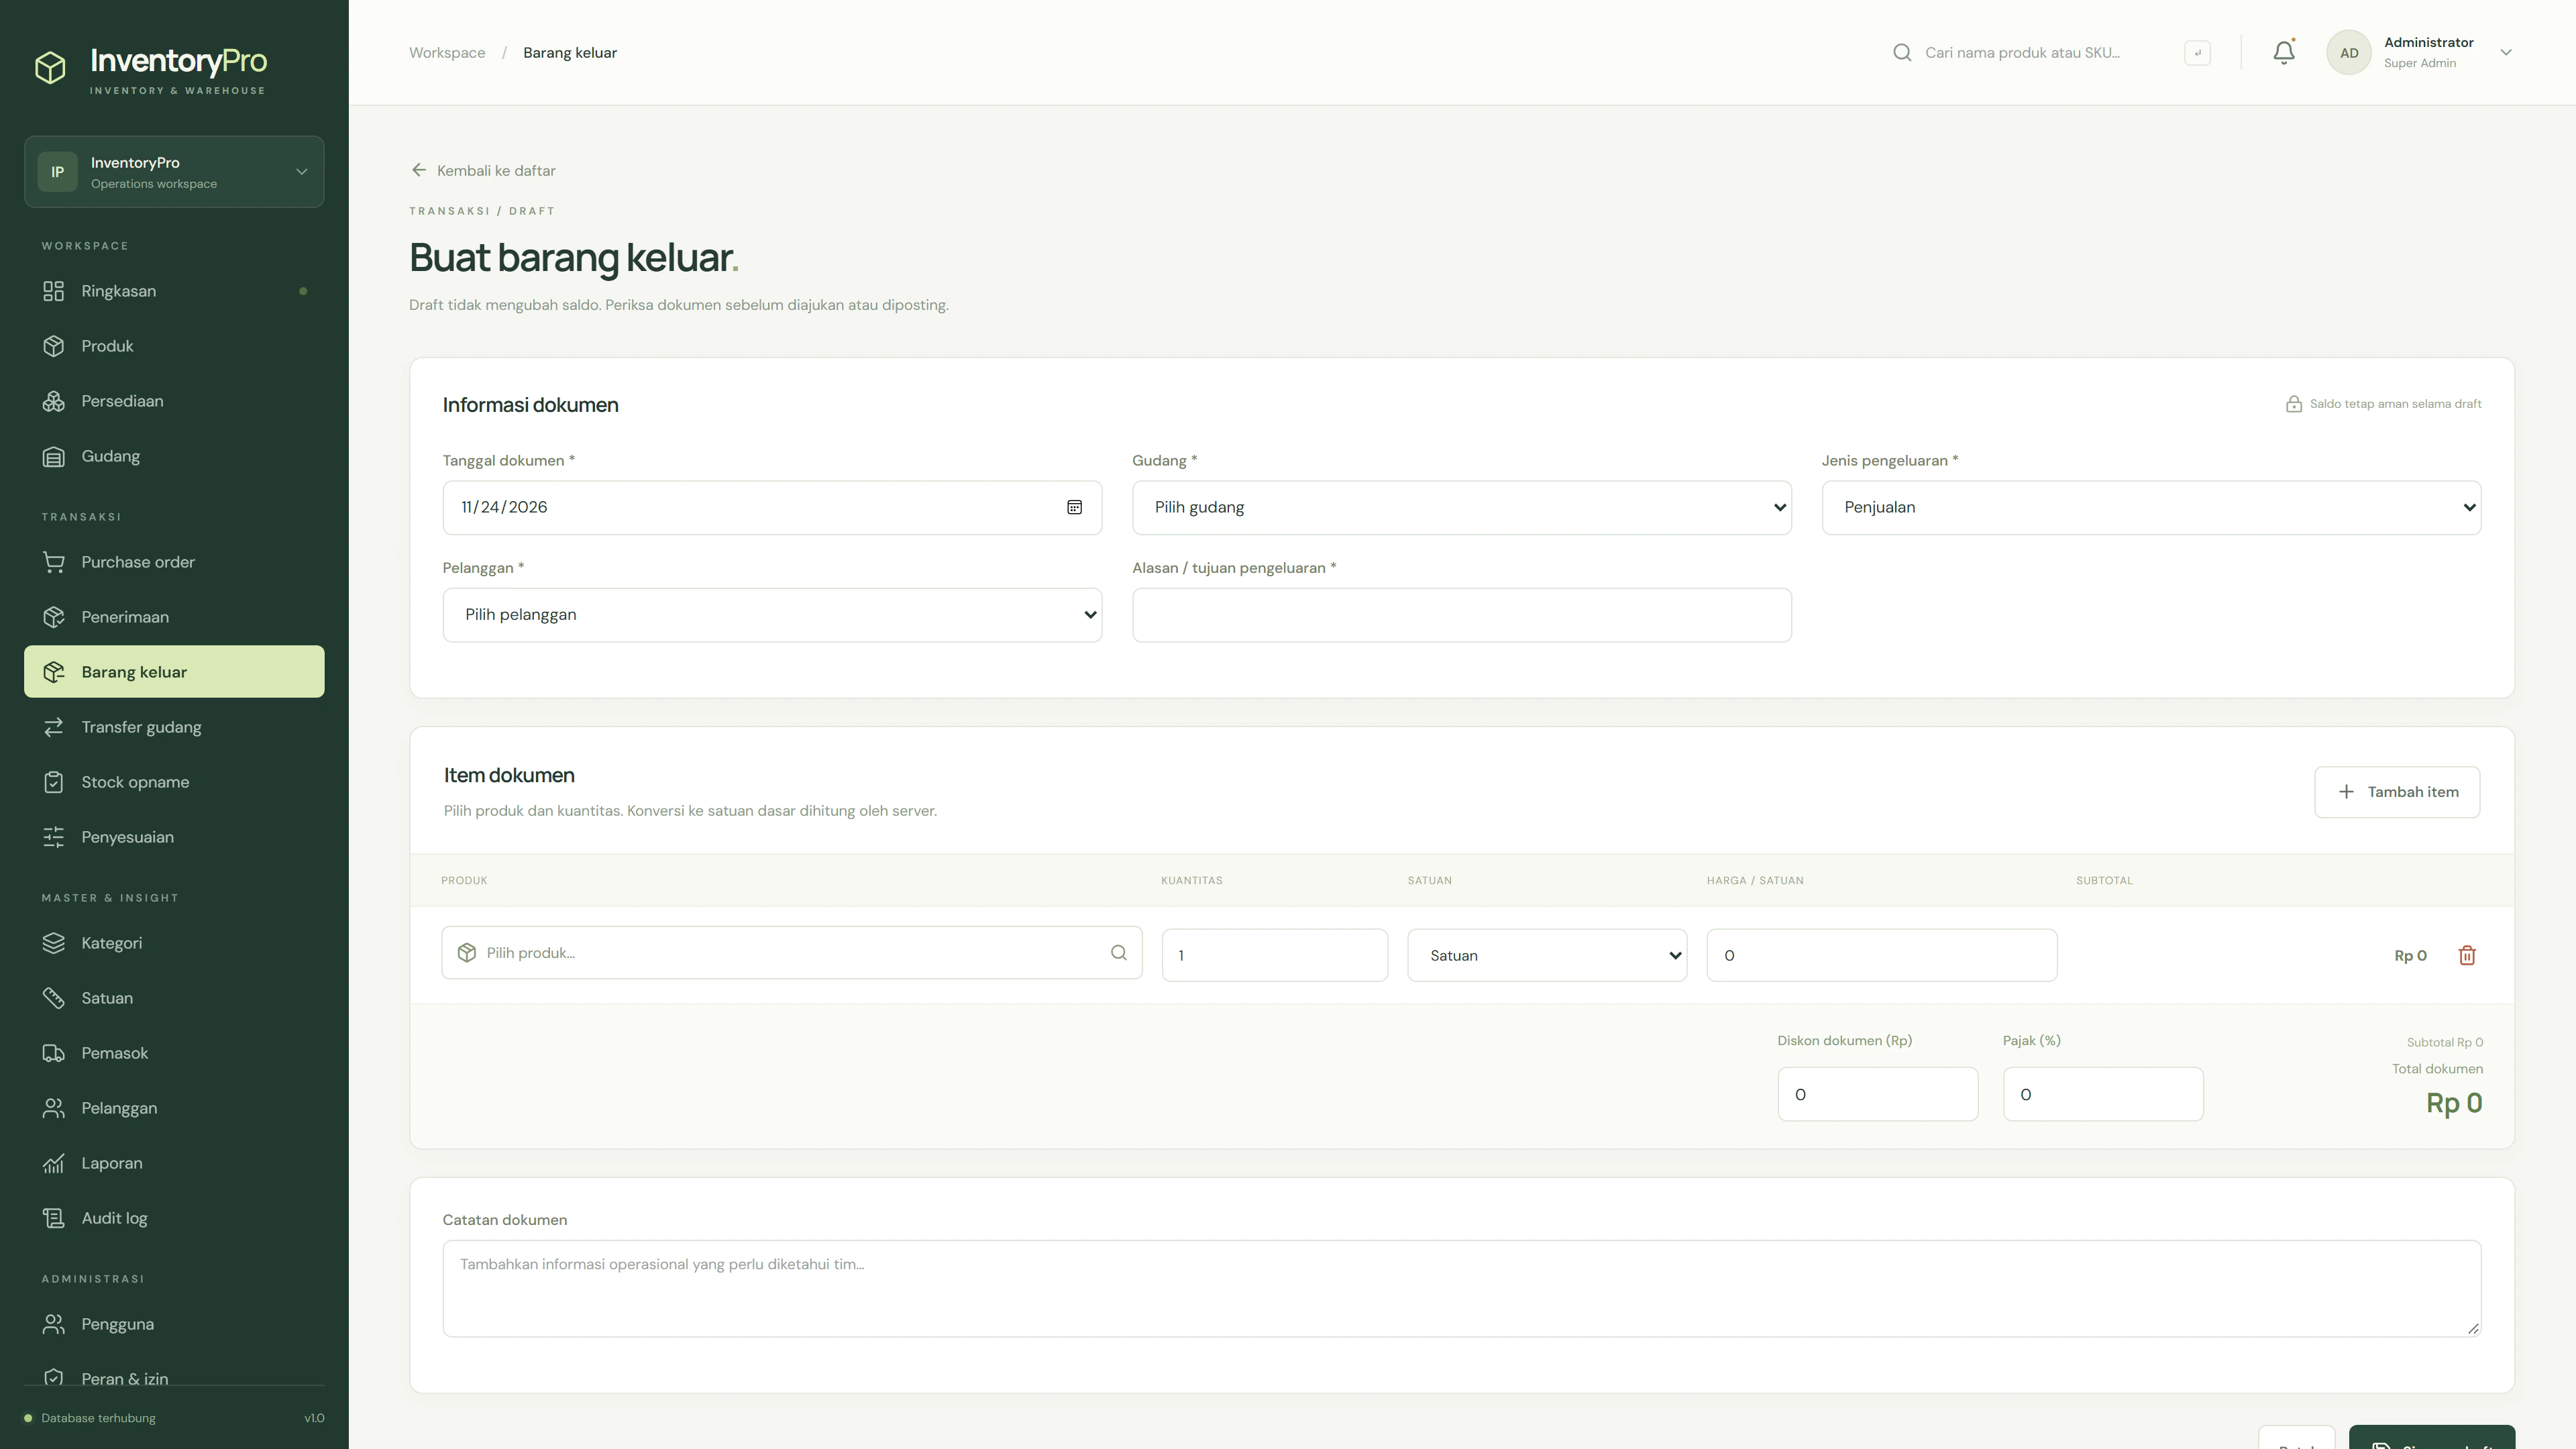 InventoryPro
INVENTORY & WAREHOUSE
IP
InventoryPro
Operations workspace
WORKSPACE
Ringkasan
Produk
Persediaan
Gudang
TRANSAKSI
Purchase order
Penerimaan
Barang keluar
Transfer gudang
Stock opname
Penyesuaian
MASTER & INSIGHT
Kategori
Satuan
Pemasok
Pelanggan
Laporan
Audit log
ADMINISTRASI
Pengguna
Peran & izin
Database terhubung v1.0
Workspace / Barang keluar
Cari nama produk atau SKU...
AD
Administrator
Super Admin
Kembali ke daftar
TRANSAKSI / DRAFT
Buat barang keluar.
Draft tidak mengubah saldo. Periksa dokumen sebelum diajukan atau diposting.
Informasi dokumen
Saldo tetap aman selama draft
Tanggal dokumen * Gudang * Jenis pengeluaran *
11/24/2026 Pilih gudang Penjualan
Pelanggan * Alasan / tujuan pengeluaran *
Pilih pelanggan
Item dokumen
Pilih produk dan kuantitas. Konversi ke satuan dasar dihitung oleh server.
Tambah item
PRODUK KUANTITAS SATUAN HARGA / SATUAN SUBTOTAL
Pilih produk... 1 Satuan 0 Rp 0
Diskon dokumen (Rp) Pajak (%)
0 0
Subtotal Rp 0
Total dokumen
Rp 0
Catatan dokumen
Tambahkan informasi operasional yang perlu diketahui tim...